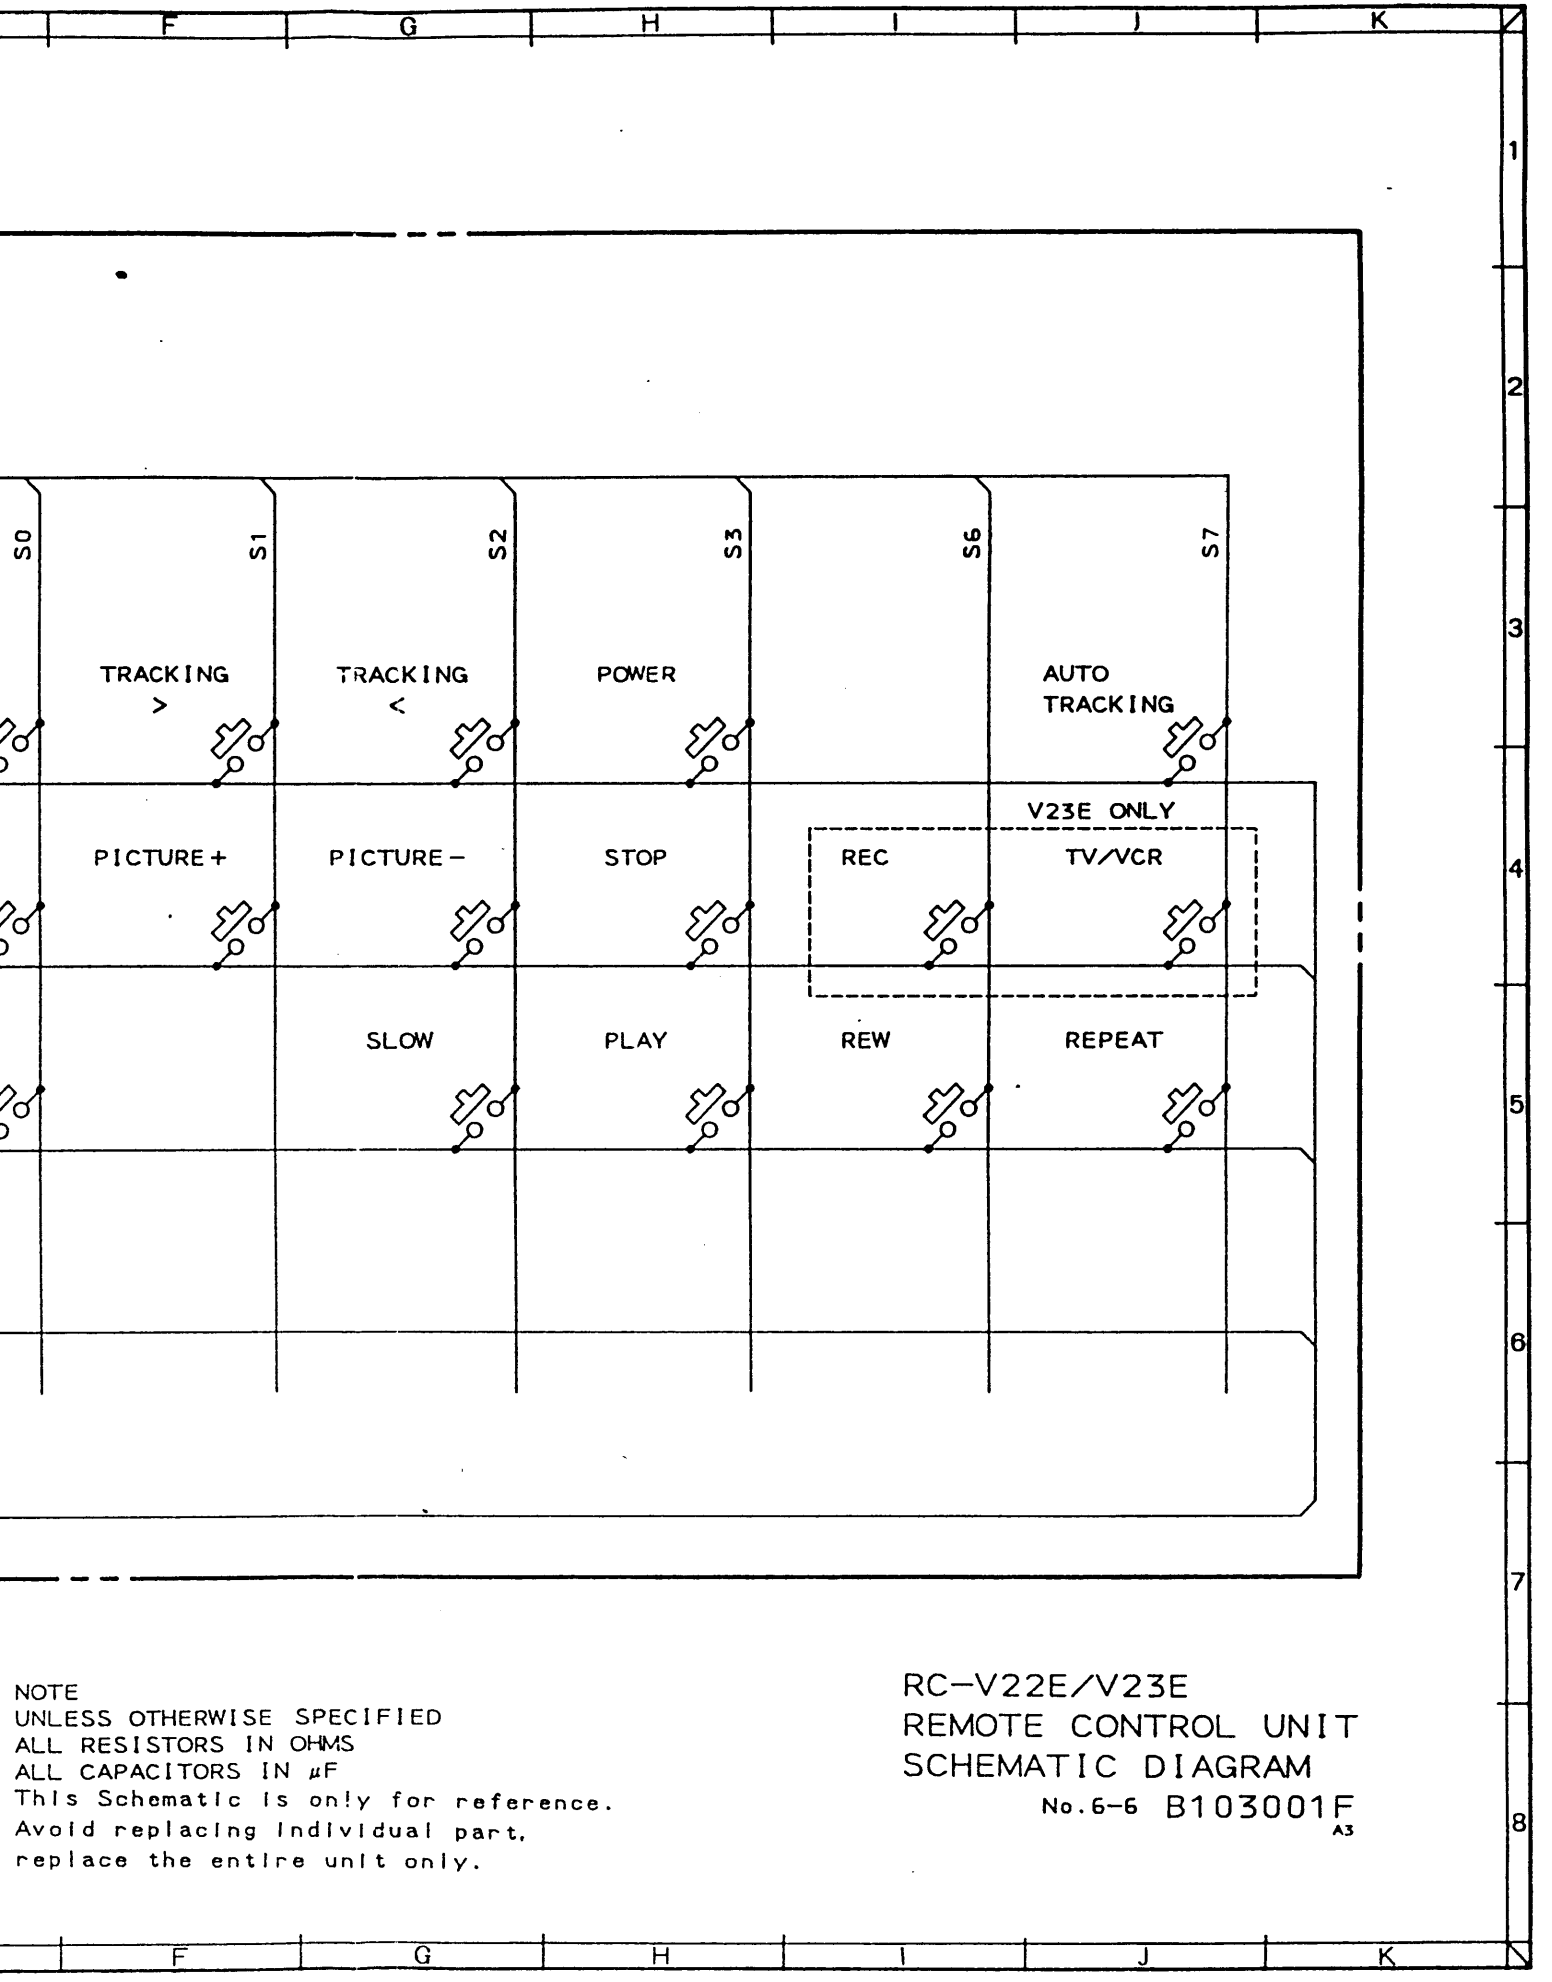 F G H I J K
1
2
S0 S1 S2 S3 S6 S7
3
TRACKING TRACKING POWER AUTO
> < TRACKING
V23E ONLY
PICTURE+ PICTURE− STOP REC TV/VCR
4
SLOW PLAY REW REPEAT
5
6
7
NOTE
UNLESS OTHERWISE SPECIFIED
ALL RESISTORS IN OHMS
ALL CAPACITORS IN µF
This Schematic is only for reference.
Avoid replacing individual part,
replace the entire unit only.
RC−V22E/V23E
REMOTE CONTROL UNIT
SCHEMATIC DIAGRAM
No.6−6 B103001F
A3
8
F G H I J K